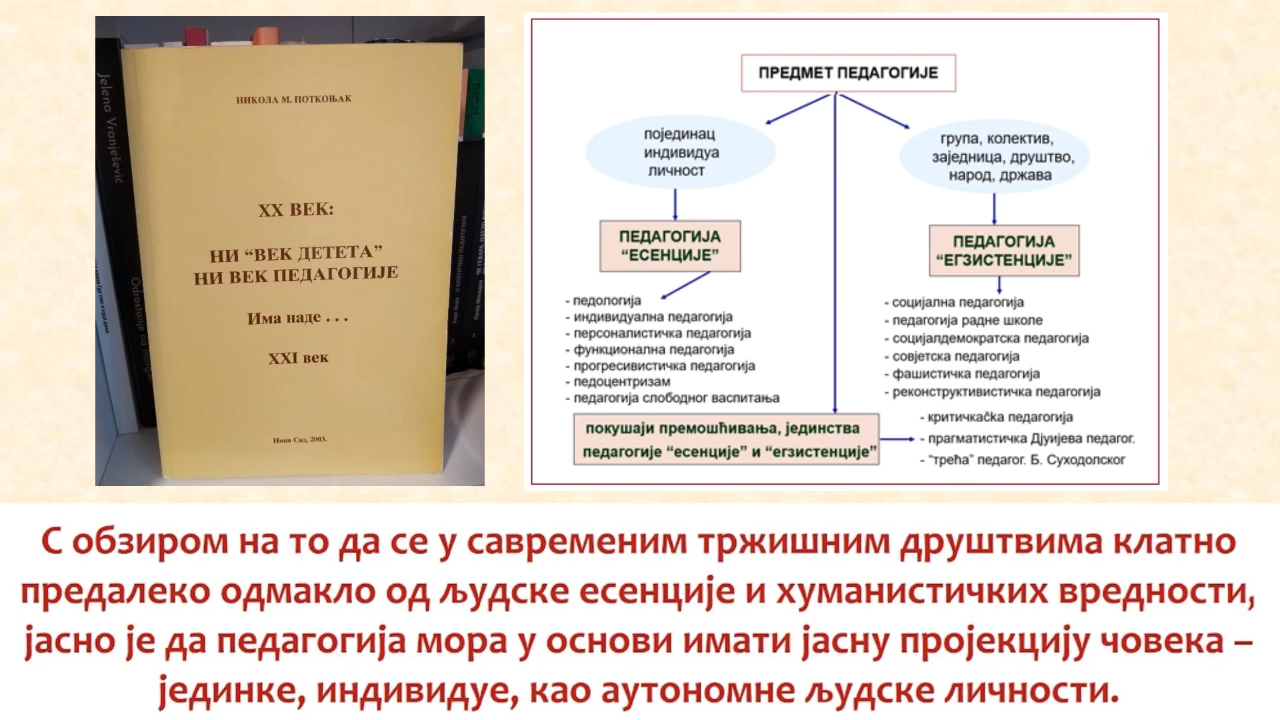 Jelena Vranješević
НИКОЛА М. ПОТКОЊАК
XX ВЕК:
НИ “ВЕК ДЕТЕТА”
НИ ВЕК ПЕДАГОГИЈЕ
Има наде . . .
XXI век
Нови Сад, 2003.
ПРЕДМЕТ ПЕДАГОГИЈЕ
појединац
индивидуа
личност
група, колектив,
заједница, друштво,
народ, држава
ПЕДАГОГИЈА
“ЕСЕНЦИЈЕ”
ПЕДАГОГИЈА
“ЕГЗИСТЕНЦИЈЕ”
- педологија
- индивидуална педагогија
- персоналистичка педагогија
- функционална педагогија
- прогресивистичка педагогија
- педоцентризам
- педагогија слободног васпитања
- социјална педагогија
- педагогија радне школе
- социјалдемократска педагогија
- совјетска педагогија
- фашистичка педагогија
- реконструктивистичка педагогија
покушаји премошћивања, јединства
педагогије “есенције” и “егзистенције”
- критичкачка педагогија
- прагматистичка Дјуијева педагог.
- “трећа” педагог. Б. Суходолског
С обзиром на то да се у савременим тржишним друштвима клатно
предалеко одмакло од људске есенције и хуманистичких вредности,
јасно је да педагогија мора у основи имати јасну пројекцију човека –
јединке, индивидуе, као аутономне људске личности.